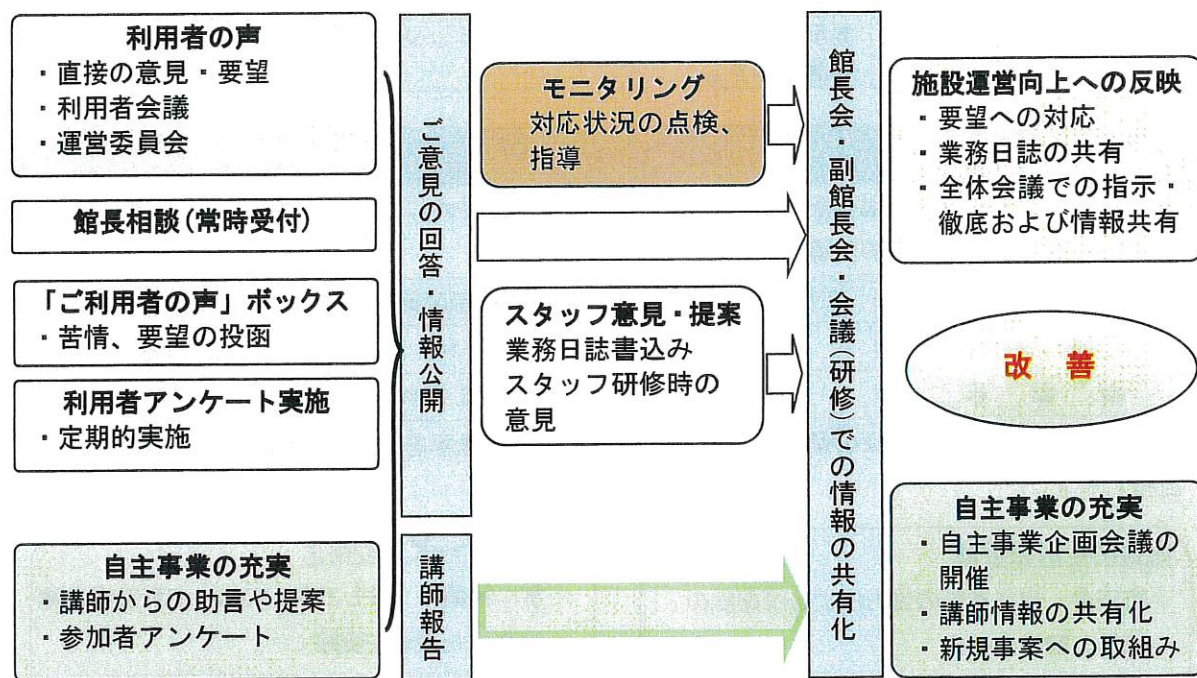 利用者の声
・直接の意見・要望
・利用者会議
・運営委員会
館長相談(常時受付)
「ご利用者の声」ボックス
・苦情、要望の投函
利用者アンケート実施
・定期的実施
自主事業の充実
・講師からの助言や提案
・参加者アンケート
ご意見の回答・情報公開
講師報告
モニタリング
対応状況の点検、
指導
スタッフ意見・提案
業務日誌書込み
スタッフ研修時の
意見
館長会・副館長会・会議(研修)での情報の共有化
施設運営向上への反映
・要望への対応
・業務日誌の共有
・全体会議での指示・
徹底および情報共有
改 善
自主事業の充実
・自主事業企画会議の
開催
・講師情報の共有化
・新規事案への取組み